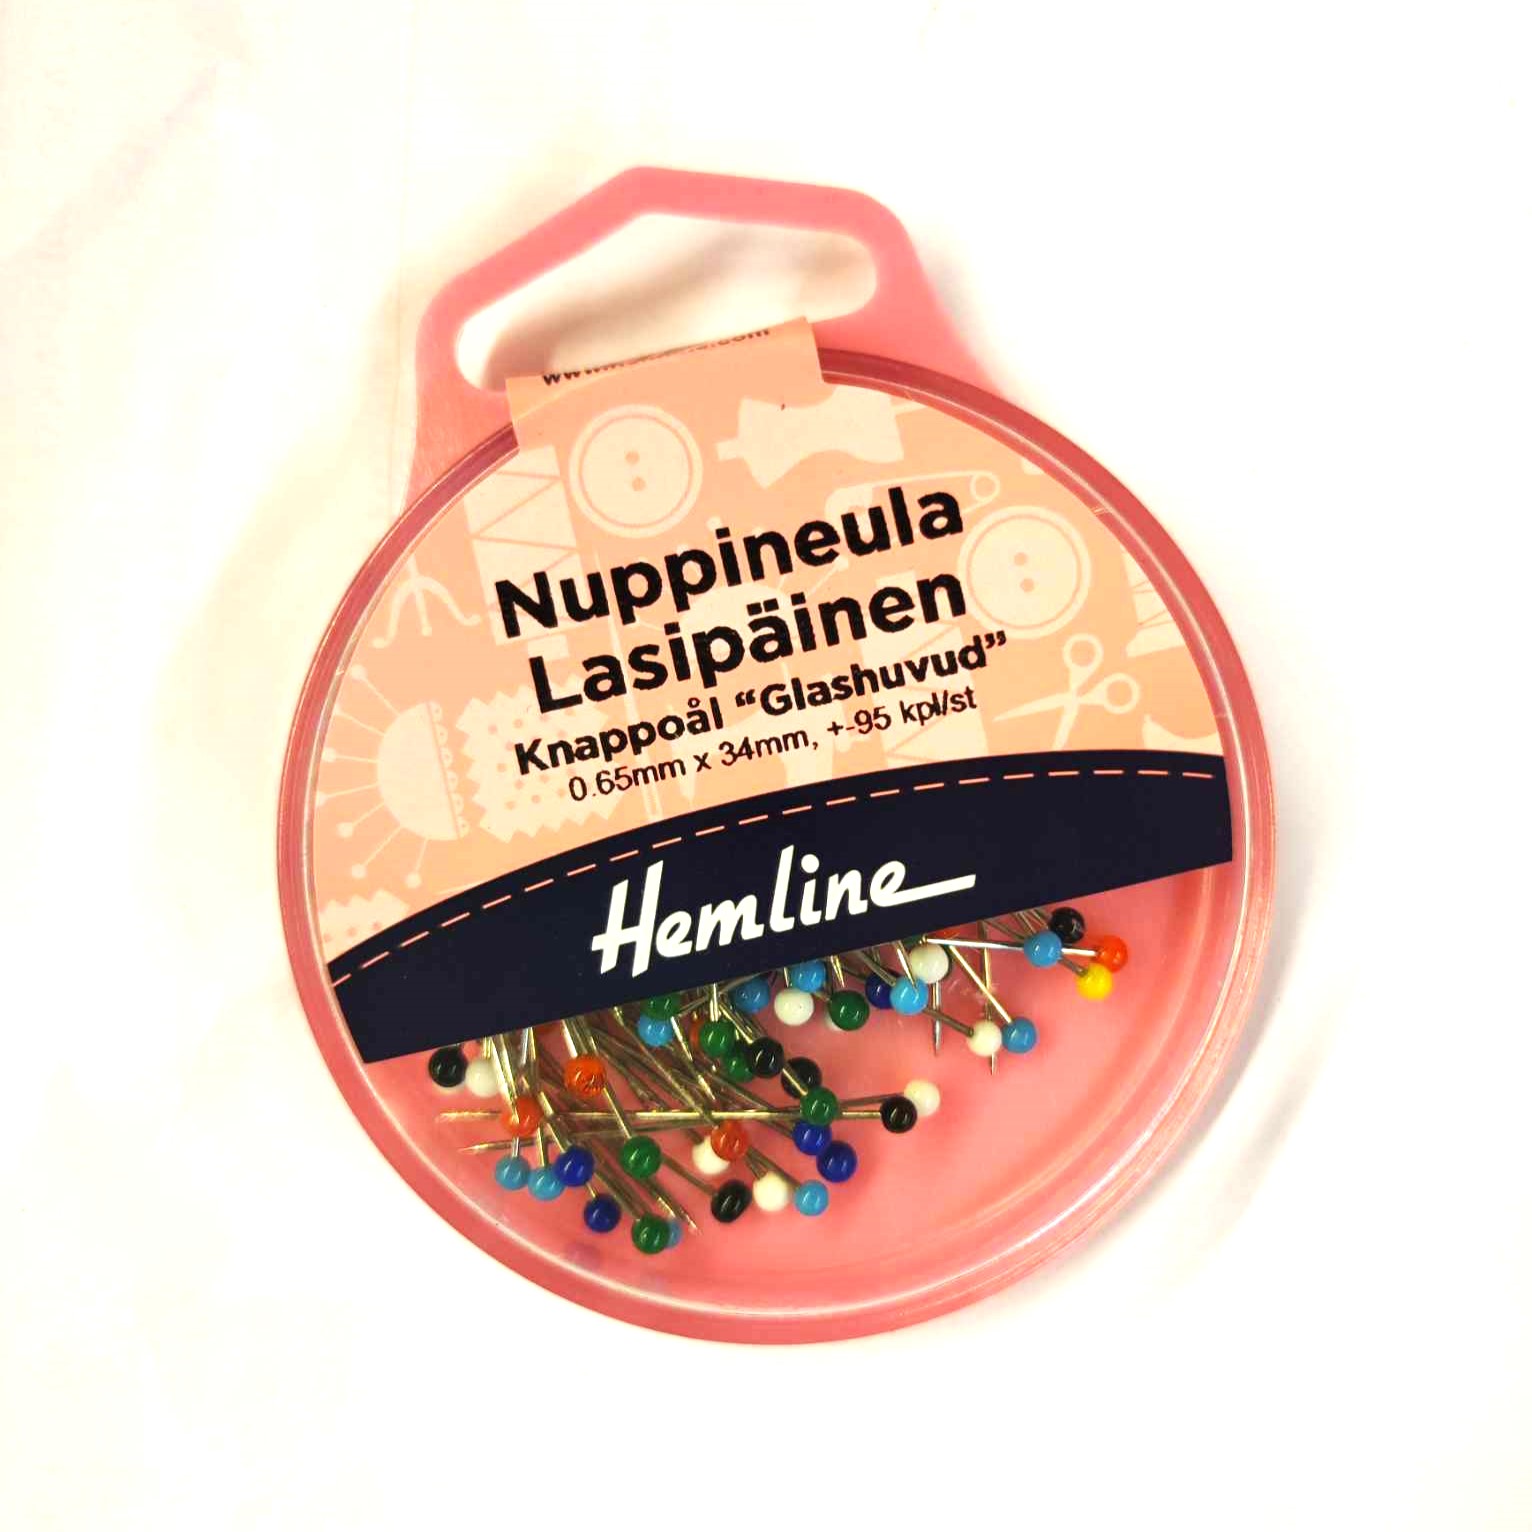 Nuppineula
Lasipäinen
Knappoål “Glashuvud”
0.65mm x 34mm, +-95 kpl/st
Hemline